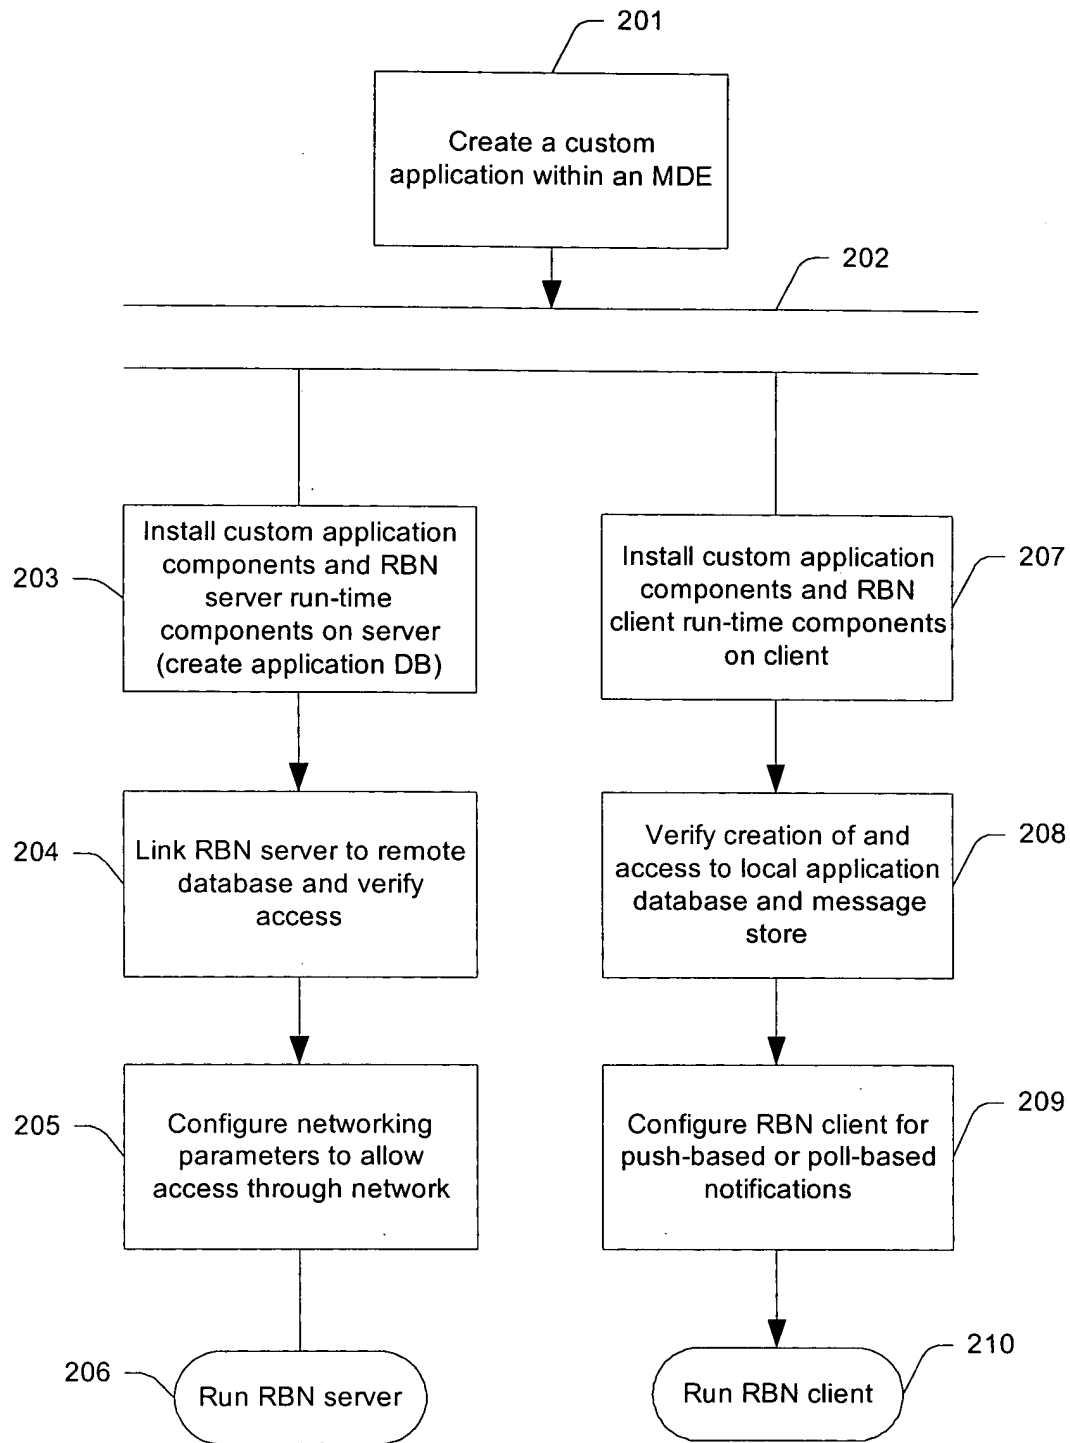 201
Create a custom
application within an MDE
202
203
Install custom application
components and RBN
server run-time
components on server
(create application DB)
207
Install custom application
components and RBN
client run-time components
on client
204
Link RBN server to remote
database and verify
access
208
Verify creation of and
access to local application
database and message
store
205
Configure networking
parameters to allow
access through network
209
Configure RBN client for
push-based or poll-based
notifications
206
Run RBN server
210
Run RBN client